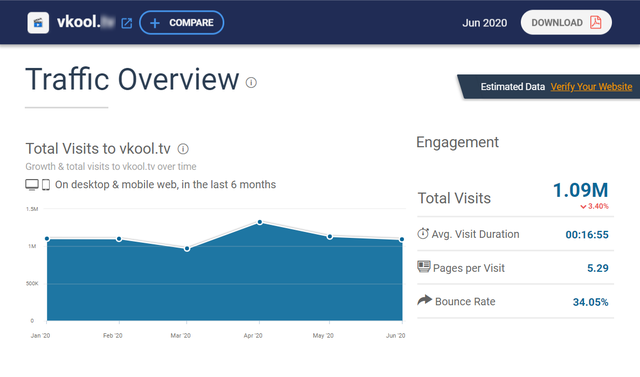 vkool.
+ COMPARE
Jun 2020
DOWNLOAD
Traffic Overview
Estimated Data Verify Your Website
Total Visits to vkool.tv
Growth & total visits to vkool.tv over time
On desktop & mobile web, in the last 6 months
1.5M
1M
500K
0
Jan '20
Feb '20
Mar '20
Apr '20
May '20
Jun '20
Engagement
Total Visits
1.09M
3.40%
Avg. Visit Duration
00:16:55
Pages per Visit
5.29
Bounce Rate
34.05%